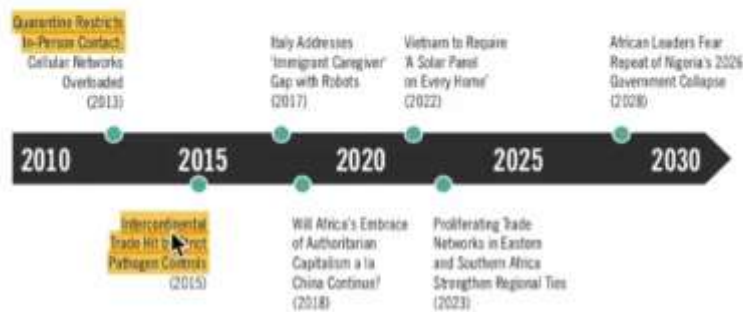 Quarantine Restricts
In-Person Contact,
Cellular Networks
Overloaded
(2013)
Italy Addresses
'Immigrant Caregiver'
Gap with Robots
(2017)
Vietnam to Require
'A Solar Panel
on Every Home'
(2022)
African Leaders Fear
Repeat of Nigeria's 2026
Government Collapse
(2028)
2010 2015 2020 2025 2030
Intercontinental
Trade Hit by Strict
Pathogen Controls
(2015)
Will Africa's Embrace
of Authoritarian
Capitalism a la
China Continue?
(2018)
Proliferating Trade
Networks in Eastern
and Southern Africa
Strengthen Regional Ties
(2023)